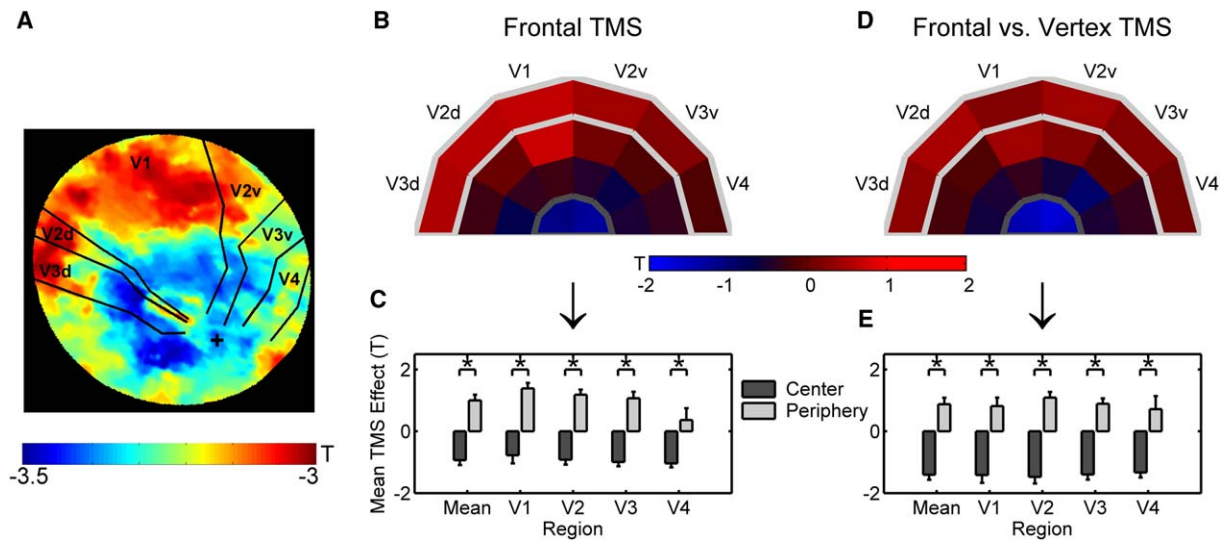 A
V1
V2v
V2d
V3v
V3d
V4
+
-3.5
-3
T
B
Frontal TMS
V1
V2v
V2d
V3v
V3d
V4
D
Frontal vs. Vertex TMS
V1
V2v
V2d
V3v
V3d
V4
T
-2 -1 0 1 2
C
Mean TMS Effect (T)
2
0
-2
* * * * *
Mean V1 V2 V3 V4
Region
Center
Periphery
E
2
0
-2
* * * * *
Mean V1 V2 V3 V4
Region